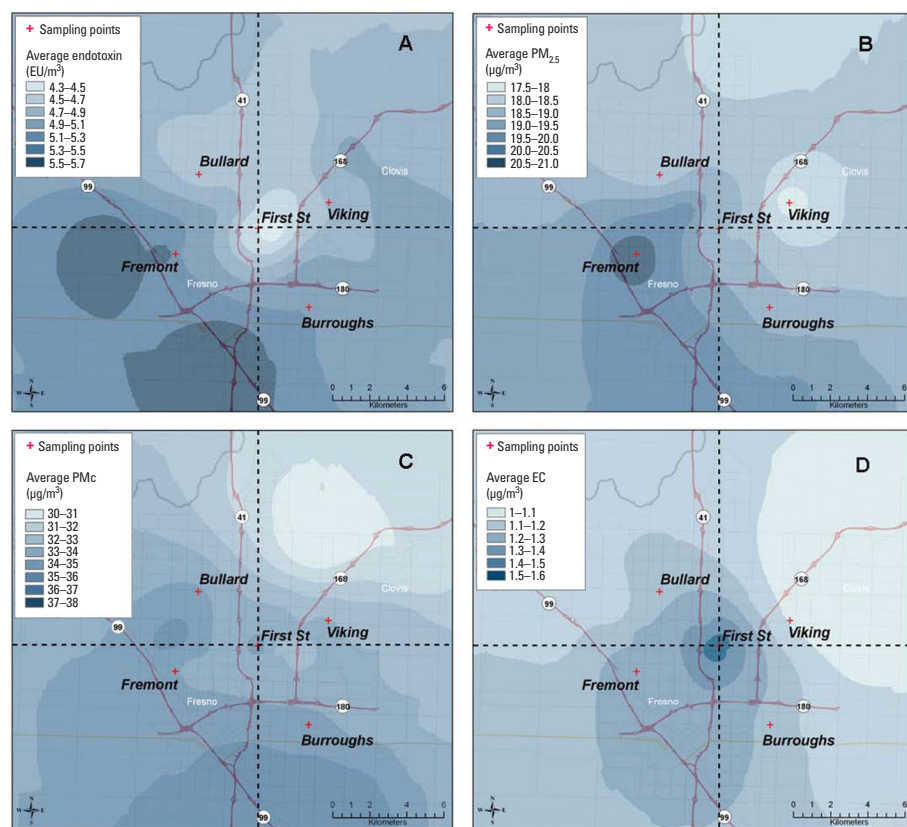 + Sampling points
Average endotoxin
(EU/m³)
4.3–4.5
4.5–4.7
4.7–4.9
4.9–5.1
5.1–5.3
5.3–5.5
5.5–5.7
A
41
168
99
Clovis
Bullard
Viking
First St
Fremont
Fresno
180
Burroughs
99
N
W E
S
0 1 2 4 6
Kilometers
+ Sampling points
Average PM2.5
(µg/m³)
17.5–18
18.0–18.5
18.5–19.0
19.0–19.5
19.5–20.0
20.0–20.5
20.5–21.0
B
41
168
99
Clovis
Bullard
Viking
First St
Fremont
Fresno
180
Burroughs
99
N
W E
S
0 1 2 4 6
Kilometers
+ Sampling points
Average PMc
(µg/m³)
30–31
31–32
32–33
33–34
34–35
35–36
36–37
37–38
C
41
168
99
Clovis
Bullard
Viking
First St
Fremont
Fresno
180
Burroughs
99
N
W E
S
0 1 2 4 6
Kilometers
+ Sampling points
Average EC
(µg/m³)
1–1.1
1.1–1.2
1.2–1.3
1.3–1.4
1.4–1.5
1.5–1.6
D
41
168
99
Clovis
Bullard
Viking
First St
Fremont
Fresno
180
Burroughs
99
N
W E
S
0 1 2 4 6
Kilometers